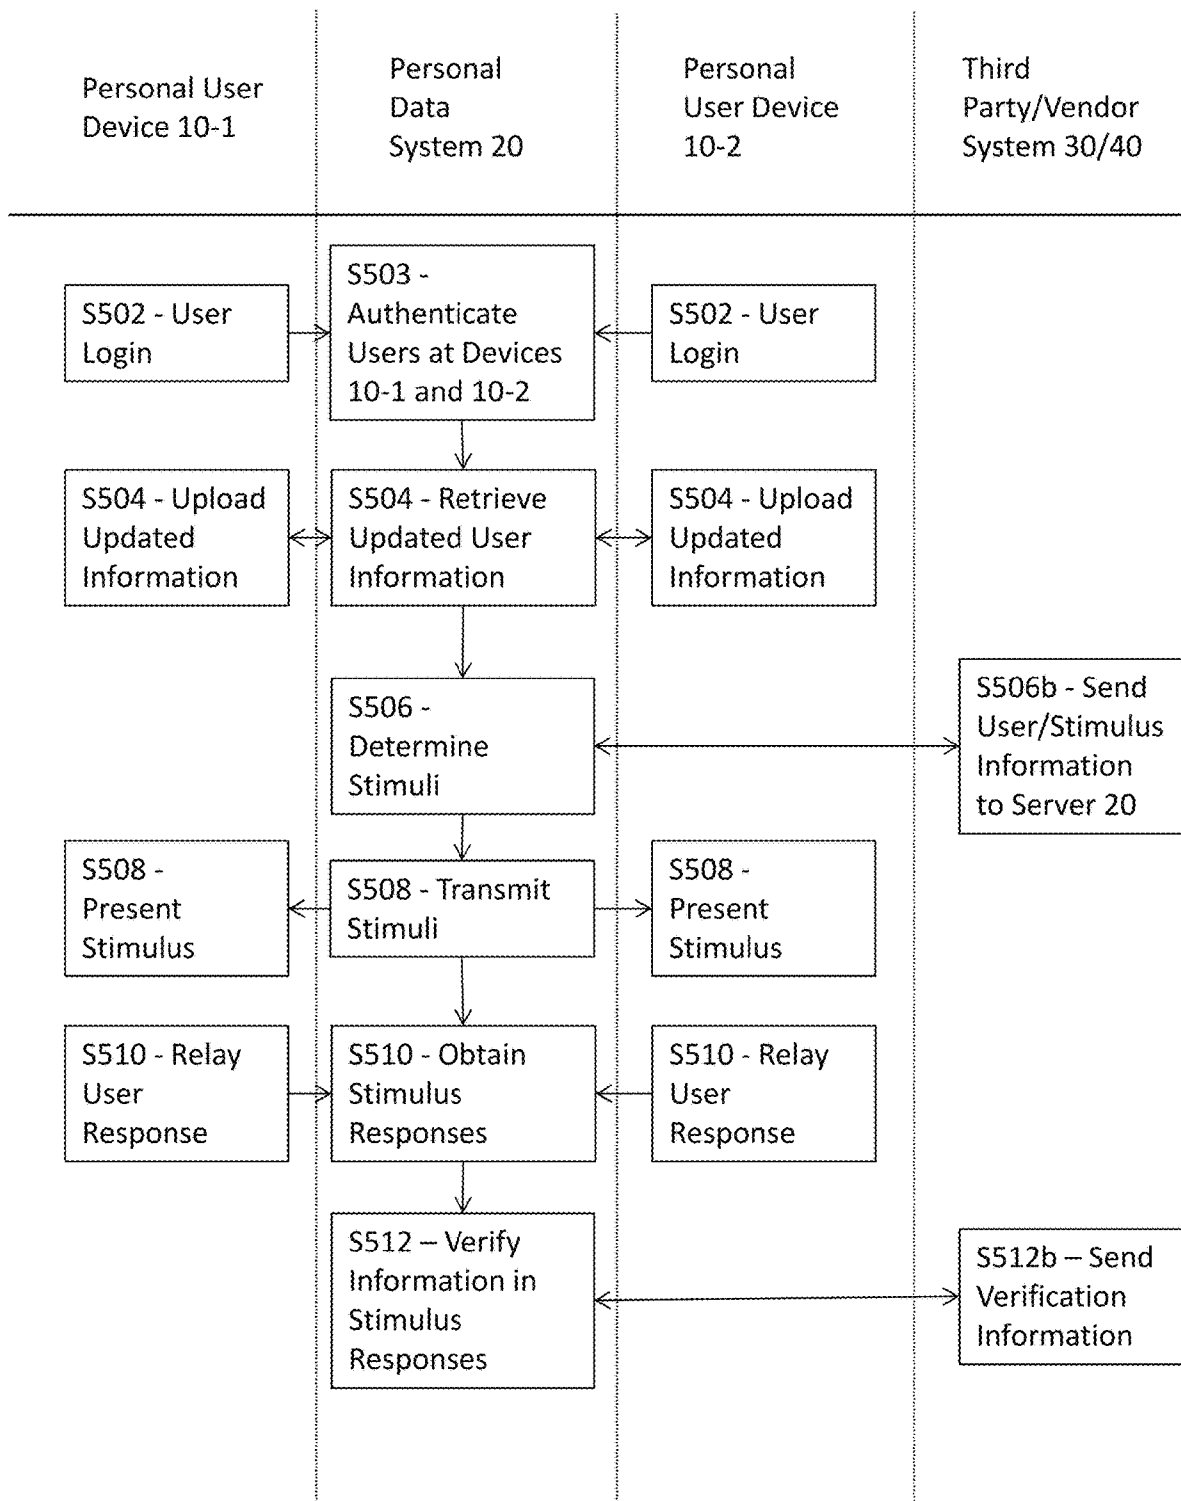 Personal User
Device 10-1
Personal
Data
System 20
Personal
User Device
10-2
Third
Party/Vendor
System 30/40
S502 - User
Login
S503 -
Authenticate
Users at Devices
10-1 and 10-2
S502 - User
Login
S504 - Upload
Updated
Information
S504 - Retrieve
Updated User
Information
S504 - Upload
Updated
Information
S506 -
Determine
Stimuli
S506b - Send
User/Stimulus
Information
to Server 20
S508 -
Present
Stimulus
S508 - Transmit
Stimuli
S508 -
Present
Stimulus
S510 - Relay
User
Response
S510 - Obtain
Stimulus
Responses
S510 - Relay
User
Response
S512 – Verify
Information in
Stimulus
Responses
S512b – Send
Verification
Information